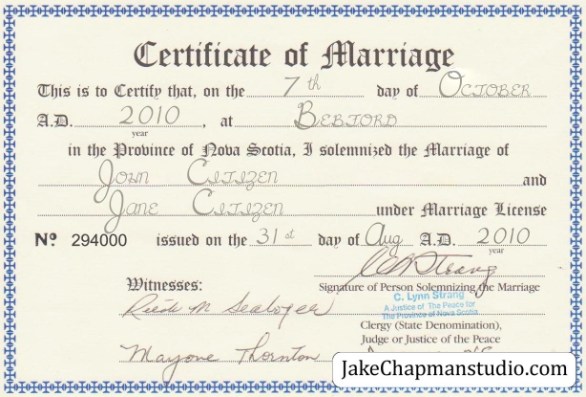 Certificate of Marriage
This is to Certify that, on the 7th day of October
A.D. 2010, at Bedford
year
in the Province of Nova Scotia, I solemnized the Marriage of
John Citizen and
Jane Citizen under Marriage License
No. 294000 issued on the 31st day of Aug A.D. 2010
year
C Strang
Witnesses: Signature of Person Solemnizing the Marriage
C. Lynn Strang
A Justice of The Peace for
The Province of Nova Scotia
Clergy (State Denomination),
Judge or Justice of the Peace
M
Thornton
JakeChapmanstudio.com